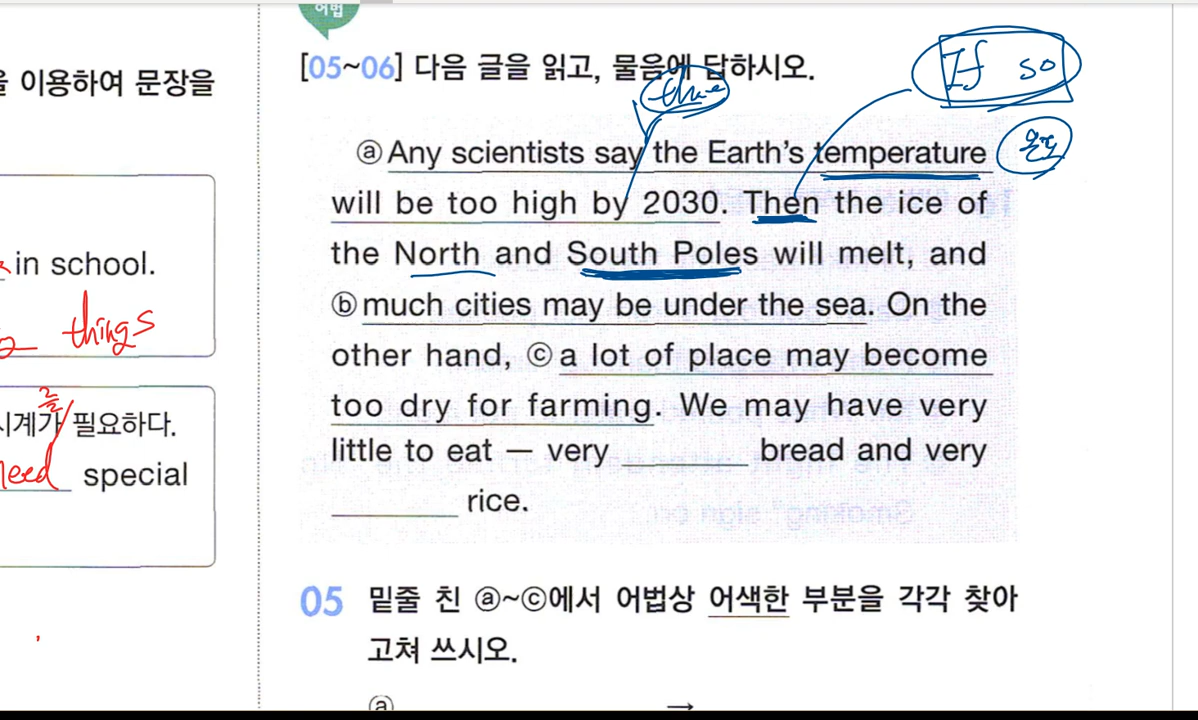 어법
을 이용하여 문장을
in school.
things
를
시계가 필요하다.
need special
[05~06] 다음 글을 읽고, 물음에 답하시오.
If so
ⓐAny scientists say the Earth's temperature
온도
will be too high by 2030. Then the ice of
the North and South Poles will melt, and
ⓑmuch cities may be under the sea. On the
other hand, ⓒa lot of place may become
too dry for farming. We may have very
little to eat — very ________ bread and very
________ rice.
05 밑줄 친 ⓐ~ⓒ에서 어법상 어색한 부분을 각각 찾아
고쳐 쓰시오.
ⓐ →